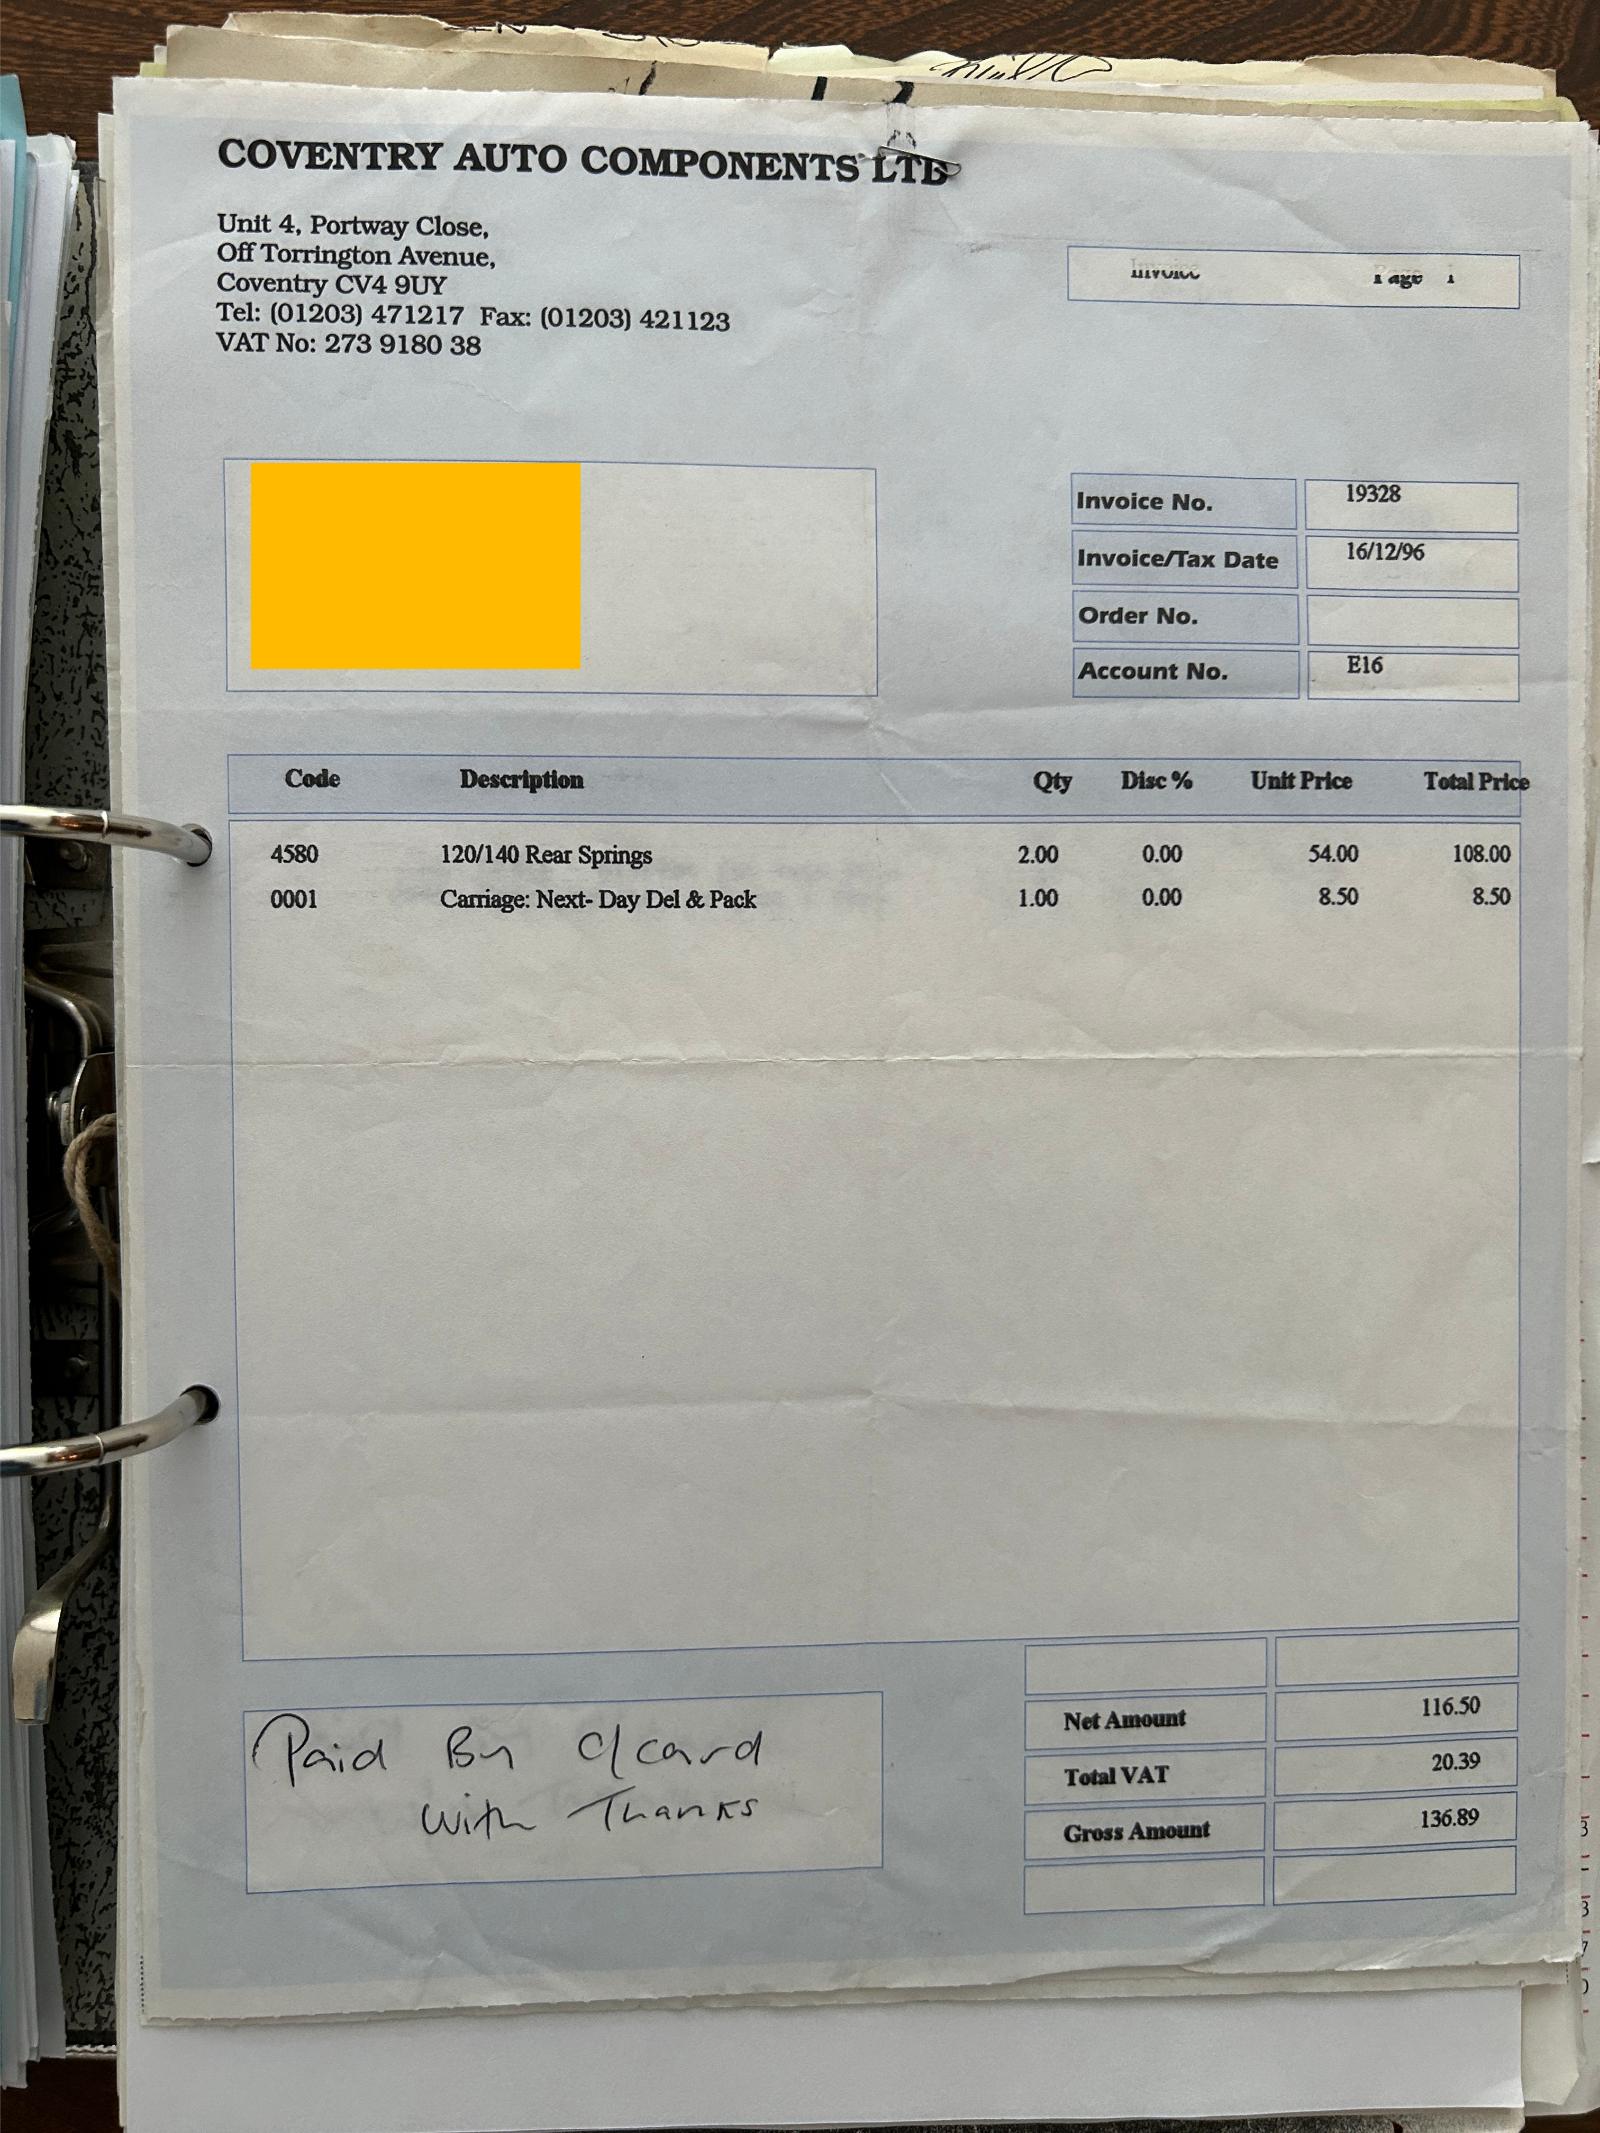 COVENTRY AUTO COMPONENTS LTD
Unit 4, Portway Close,
Off Torrington Avenue,
Coventry CV4 9UY
Tel: (01203) 471217 Fax: (01203) 421123
VAT No: 273 9180 38
Invoice Page 1
Invoice No. 19328
Invoice/Tax Date 16/12/96
Order No.
Account No. E16
Code Description Qty Disc % Unit Price Total Price
4580 120/140 Rear Springs 2.00 0.00 54.00 108.00
0001 Carriage: Next- Day Del & Pack 1.00 0.00 8.50 8.50
Net Amount 116.50
Total VAT 20.39
Gross Amount 136.89
Paid By c/card
with Thanks